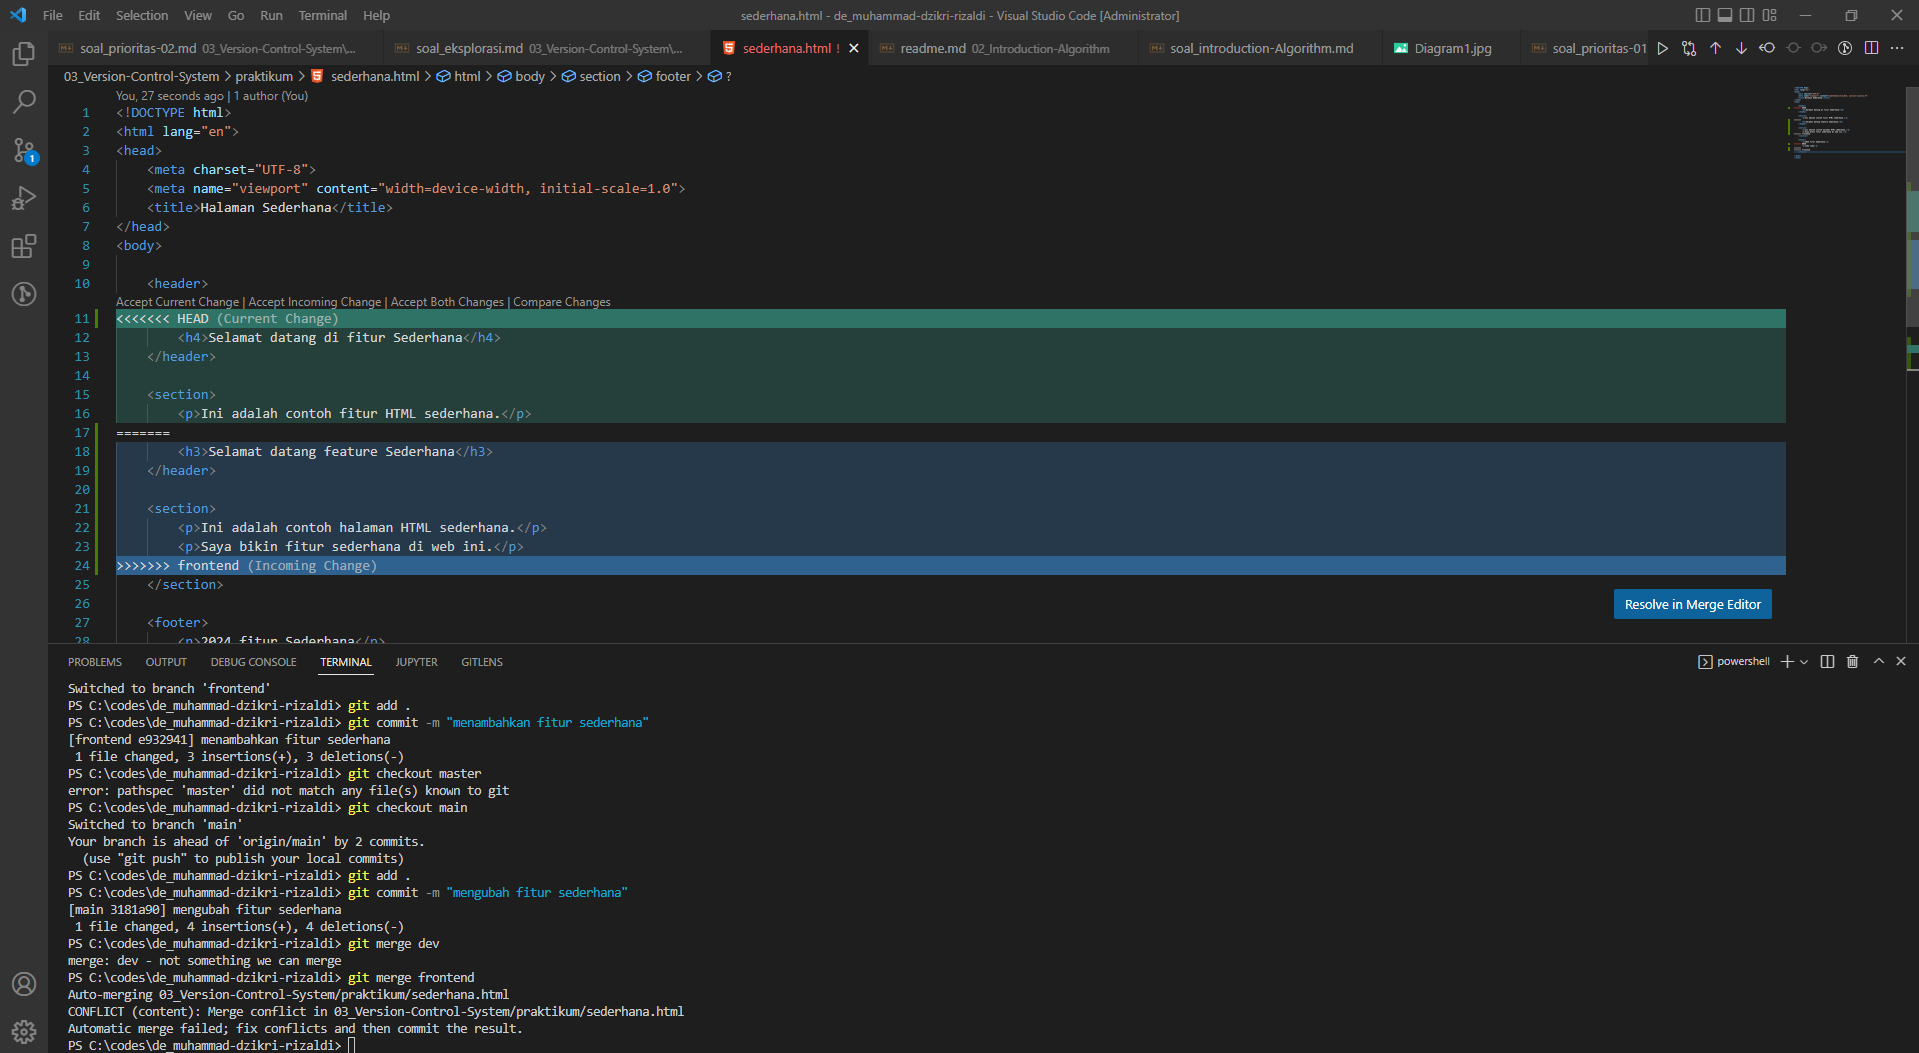 File Edit Selection View Go Run Terminal Help
sederhana.html - de_muhammad-dzikri-rizaldi - Visual Studio Code [Administrator]
soal_prioritas-02.md 03_Version-Control-System\... soal_eksplorasi.md 03_Version-Control-System\... sederhana.html ! readme.md 02_Introduction-Algorithm soal_introduction-Algorithm.md Diagram1.jpg soal_prioritas-01
03_Version-Control-System > praktikum > sederhana.html > html > body > section > footer > ?
You, 27 seconds ago | 1 author (You)
1 <!DOCTYPE html>
2 <html lang="en">
3 <head>
4     <meta charset="UTF-8">
5     <meta name="viewport" content="width=device-width, initial-scale=1.0">
6     <title>Halaman Sederhana</title>
7 </head>
8 <body>
9
10     <header>
Accept Current Change | Accept Incoming Change | Accept Both Changes | Compare Changes
11 <<<<<<< HEAD (Current Change)
12         <h4>Selamat datang di fitur Sederhana</h4>
13     </header>
14
15     <section>
16         <p>Ini adalah contoh fitur HTML sederhana.</p>
17 =======
18         <h3>Selamat datang feature Sederhana</h3>
19     </header>
20
21     <section>
22         <p>Ini adalah contoh halaman HTML sederhana.</p>
23         <p>Saya bikin fitur sederhana di web ini.</p>
24 >>>>>>> frontend (Incoming Change)
25     </section>
26
27     <footer>
28         <p>2024 fitur Sederhana</p>
1
Resolve in Merge Editor
PROBLEMS OUTPUT DEBUG CONSOLE TERMINAL JUPYTER GITLENS
powershell
Switched to branch 'frontend'
PS C:\codes\de_muhammad-dzikri-rizaldi> git add .
PS C:\codes\de_muhammad-dzikri-rizaldi> git commit -m "menambahkan fitur sederhana"
[frontend e932941] menambahkan fitur sederhana
 1 file changed, 3 insertions(+), 3 deletions(-)
PS C:\codes\de_muhammad-dzikri-rizaldi> git checkout master
error: pathspec 'master' did not match any file(s) known to git
PS C:\codes\de_muhammad-dzikri-rizaldi> git checkout main
Switched to branch 'main'
Your branch is ahead of 'origin/main' by 2 commits.
  (use "git push" to publish your local commits)
PS C:\codes\de_muhammad-dzikri-rizaldi> git add .
PS C:\codes\de_muhammad-dzikri-rizaldi> git commit -m "mengubah fitur sederhana"
[main 3181a90] mengubah fitur sederhana
 1 file changed, 4 insertions(+), 4 deletions(-)
PS C:\codes\de_muhammad-dzikri-rizaldi> git merge dev
merge: dev - not something we can merge
PS C:\codes\de_muhammad-dzikri-rizaldi> git merge frontend
Auto-merging 03_Version-Control-System/praktikum/sederhana.html
CONFLICT (content): Merge conflict in 03_Version-Control-System/praktikum/sederhana.html
Automatic merge failed; fix conflicts and then commit the result.
PS C:\codes\de_muhammad-dzikri-rizaldi>